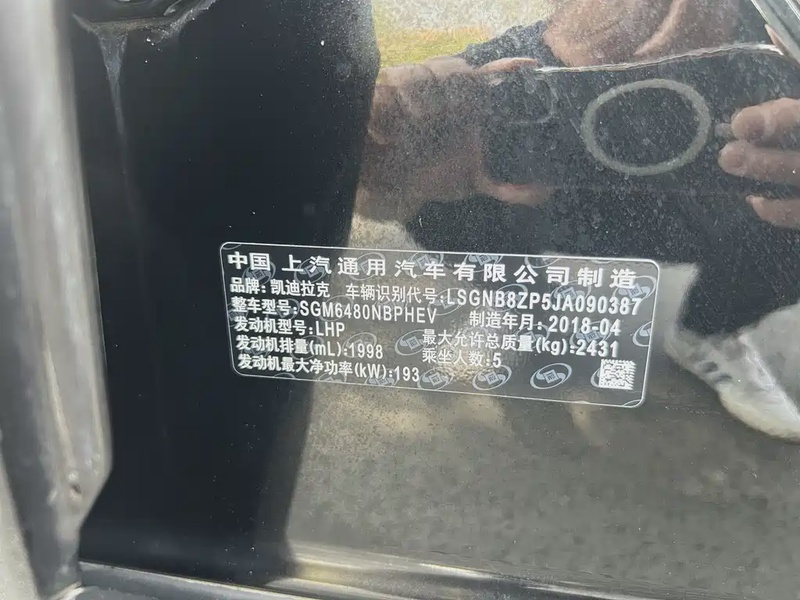 中国 上汽通用汽车有限公司制造
品牌:凯迪拉克 车辆识别代号:LSGNB8ZP5JA090387
整车型号:SGM6480NBPHEV 制造年月:2018-04
发动机型号:LHP 最大允许总质量(kg):2431
发动机排量(mL):1998 乘坐人数:5
发动机最大净功率(kW):193